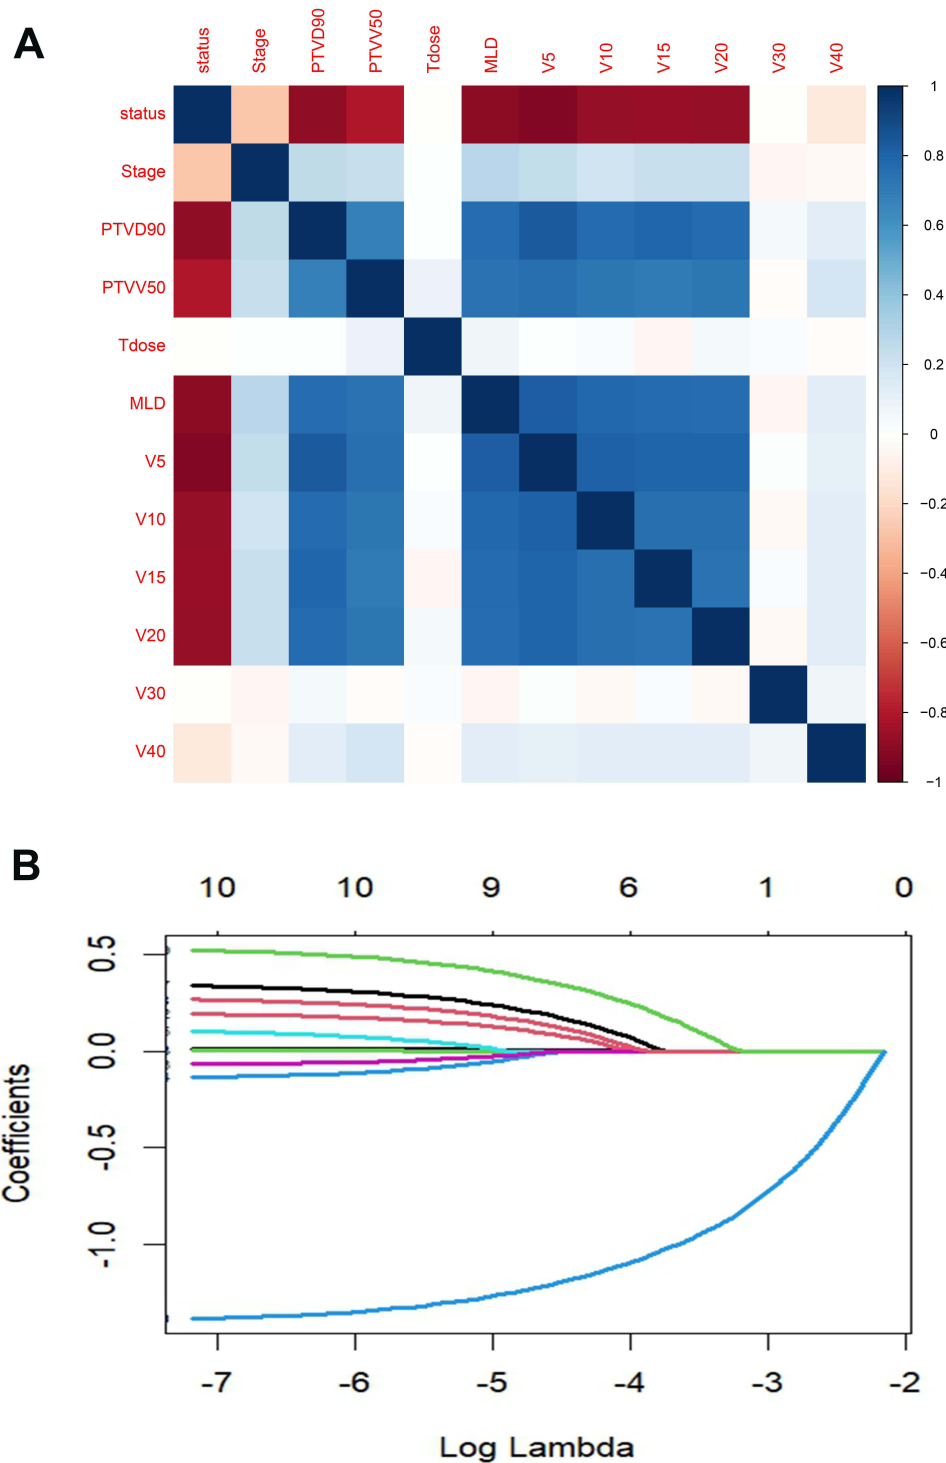 A
status Stage PTVD90 PTVV50 Tdose MLD V5 V10 V15 V20 V30 V40
status
Stage
PTVD90
PTVV50
Tdose
MLD
V5
V10
V15
V20
V30
V40
1
0.8
0.6
0.4
0.2
0
−0.2
−0.4
−0.6
−0.8
−1
B
10 10 9 6 1 0
0.5
0.0
-0.5
-1.0
Coefficients
-7 -6 -5 -4 -3 -2
Log Lambda